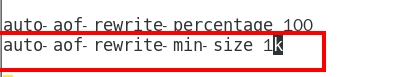 auto-aof-rewrite-percentage 100
auto-aof-rewrite-min-size 1k